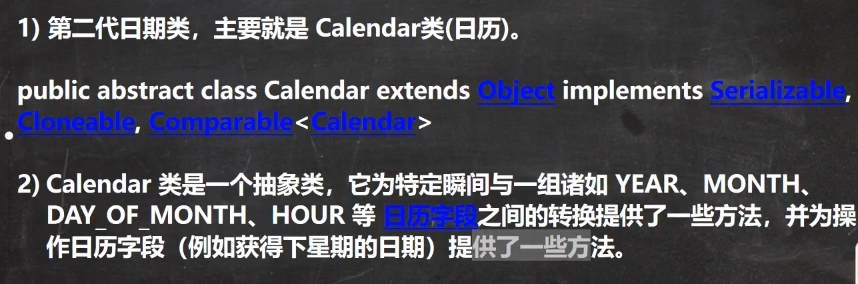 1) 第二代日期类，主要就是 Calendar类(日历)。
public abstract class Calendar extends Object implements Serializable,
Cloneable, Comparable<Calendar>
2) Calendar 类是一个抽象类，它为特定瞬间与一组诸如 YEAR、MONTH、
DAY_OF_MONTH、HOUR 等 日历字段之间的转换提供了一些方法，并为操
作日历字段（例如获得下星期的日期）提供了一些方法。